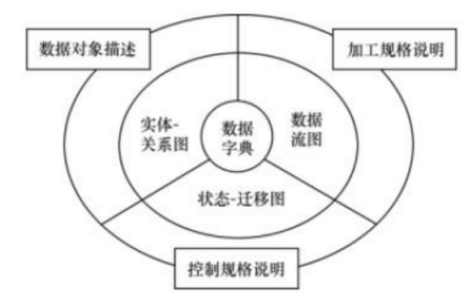 数据对象描述
加工规格说明
实体-
关系图
数据
字典
数据
流图
状态-迁移图
控制规格说明